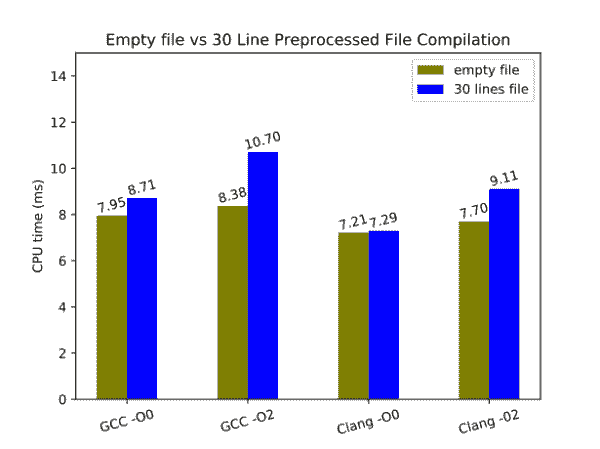 Empty file vs 30 Line Preprocessed File Compilation
empty file
30 lines file
CPU time (ms)
14
12
10
8
6
4
2
0
7.95
8.71
8.38
10.70
7.21
7.29
7.70
9.11
GCC -O0
GCC -O2
Clang -O0
Clang -02